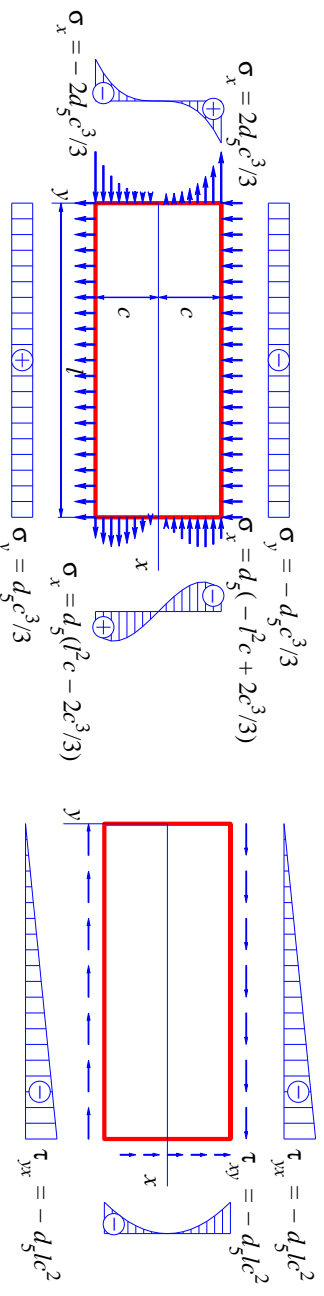 σx = 2d5c³/3
σx = − 2d5c³/3
y
c
c
l
x
σy = − d5c³/3
σy = d5c³/3
σx = d5(− l²c + 2c³/3)
σx = d5(l²c − 2c³/3)
−
+
+
−
−
+
y
x
τyx = − d5lc²
τxy = − d5lc²
τyx = − d5lc²
−
−
−